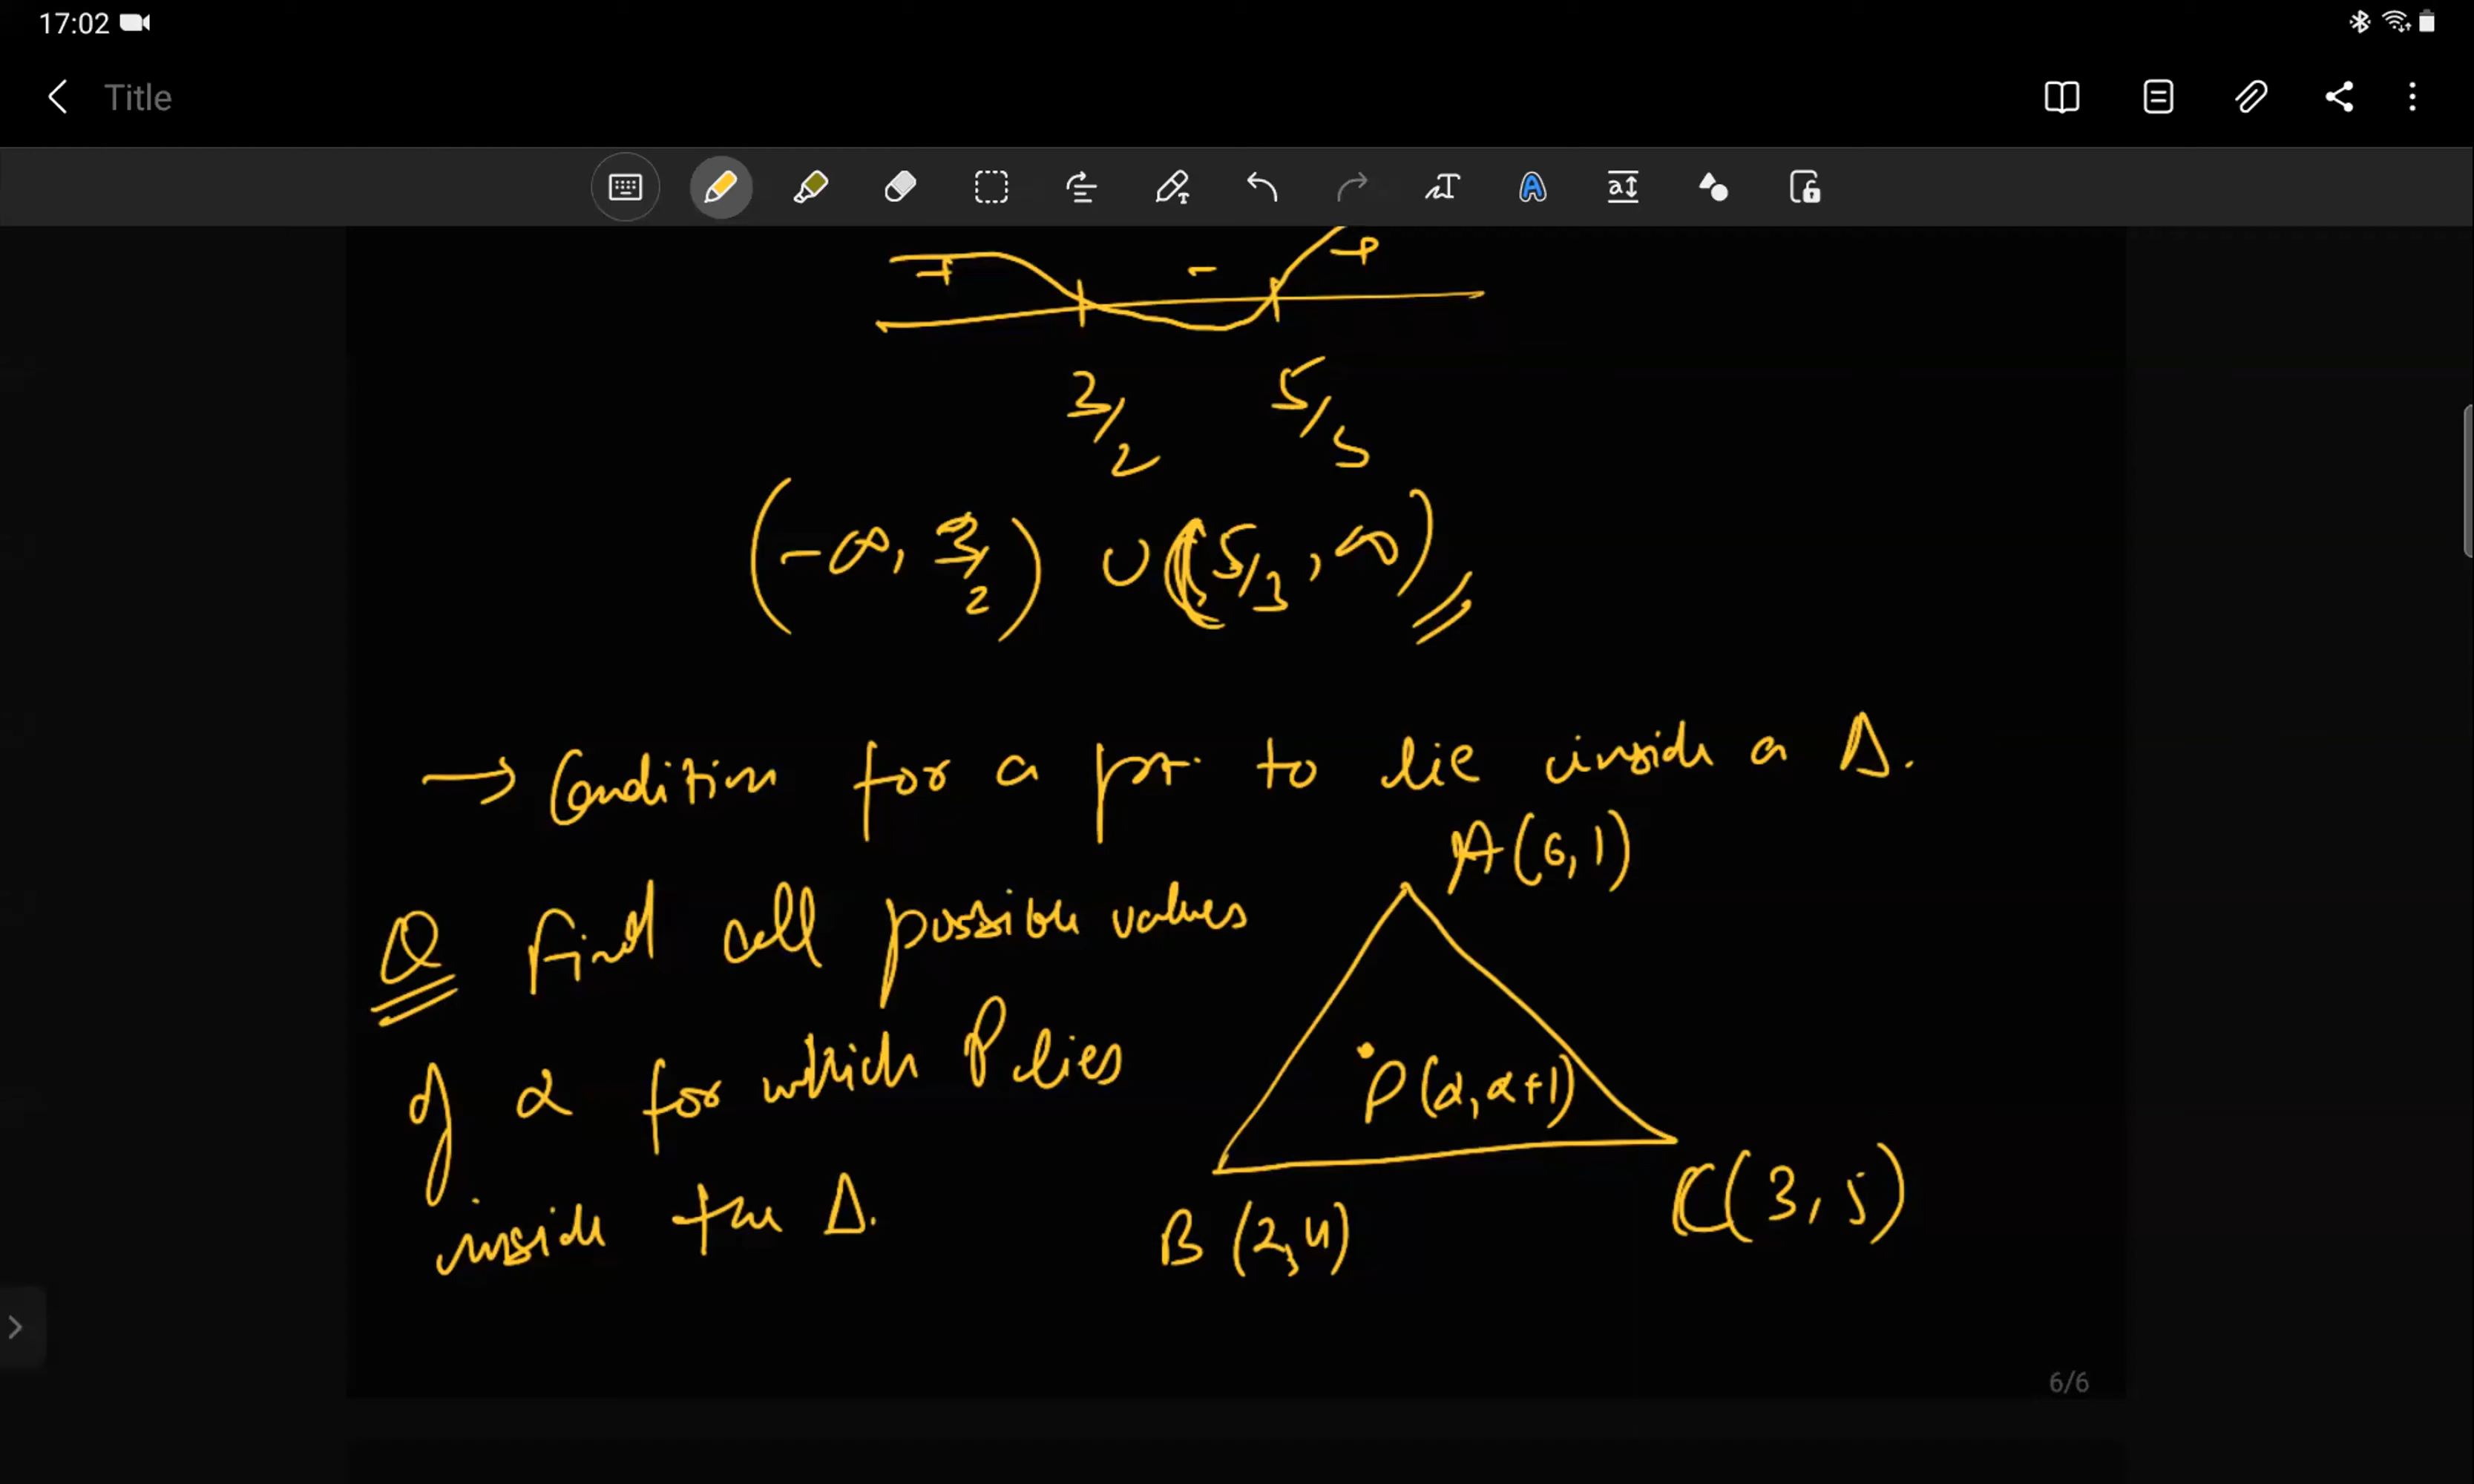 17:02
Title
+ - +
3/2 5/3
(-∞, 3/2) ∪ (5/3, ∞)
→ Condition for a pt. to lie inside a Δ.
A(6,1)
Q Find all possible values
of α for which P lies
P(α, α+1)
inside the Δ.
B(2,4)
C(3,5)
6/6